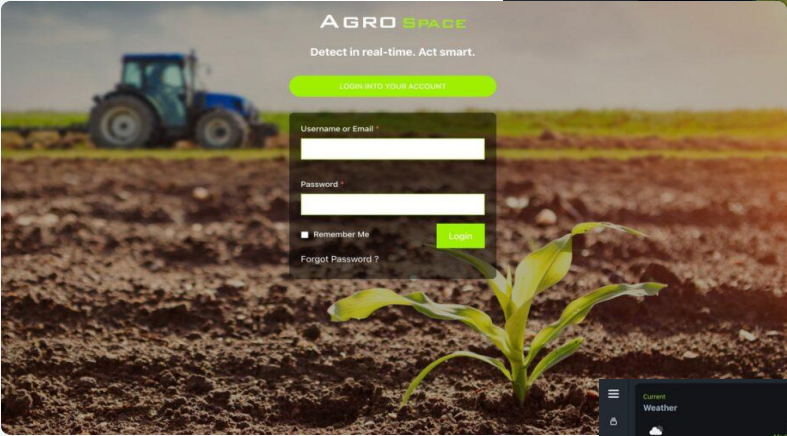 AGRO SPACE
Detect in real-time. Act smart.
LOGIN INTO YOUR ACCOUNT
Username or Email *
Password *
Remember Me
Login
Forgot Password ?
Current
Weather